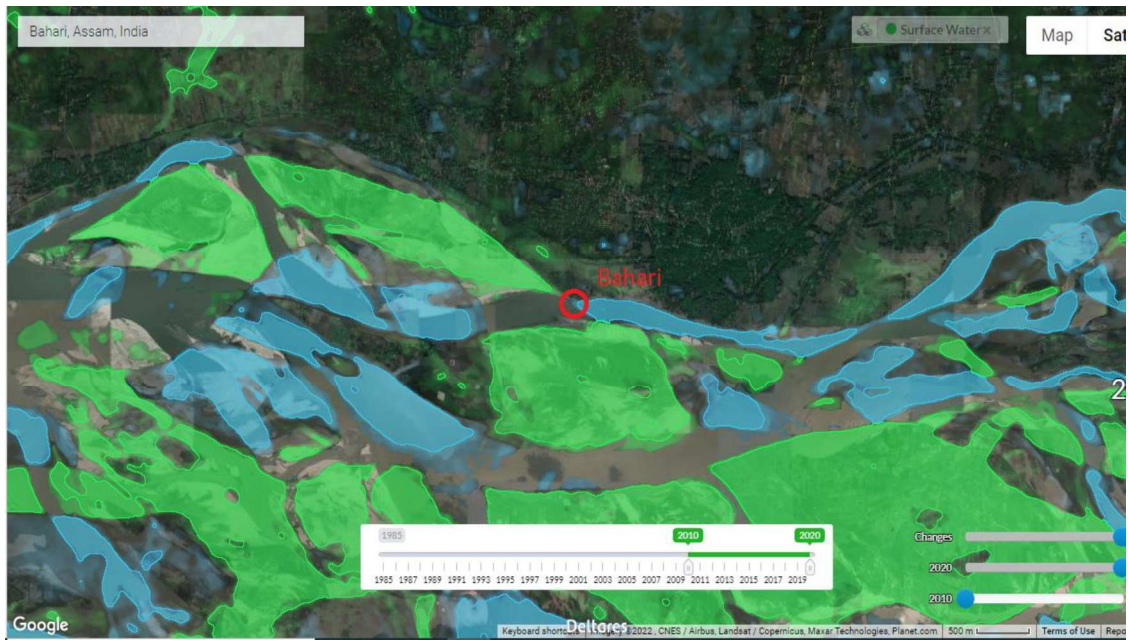 Bahari, Assam, India
Surface Water ×
Map Sat
Bahari
2
1985 2010 2020
1985 1987 1989 1991 1993 1995 1997 1999 2001 2003 2005 2007 2009 2011 2013 2015 2017 2019
Changes
2020
2010
Google
Deltares
Keyboard ©2022 , CNES / Airbus, Landsat / Copernicus, Maxar Technologies, Planet.com 500 m Terms of Use Repo